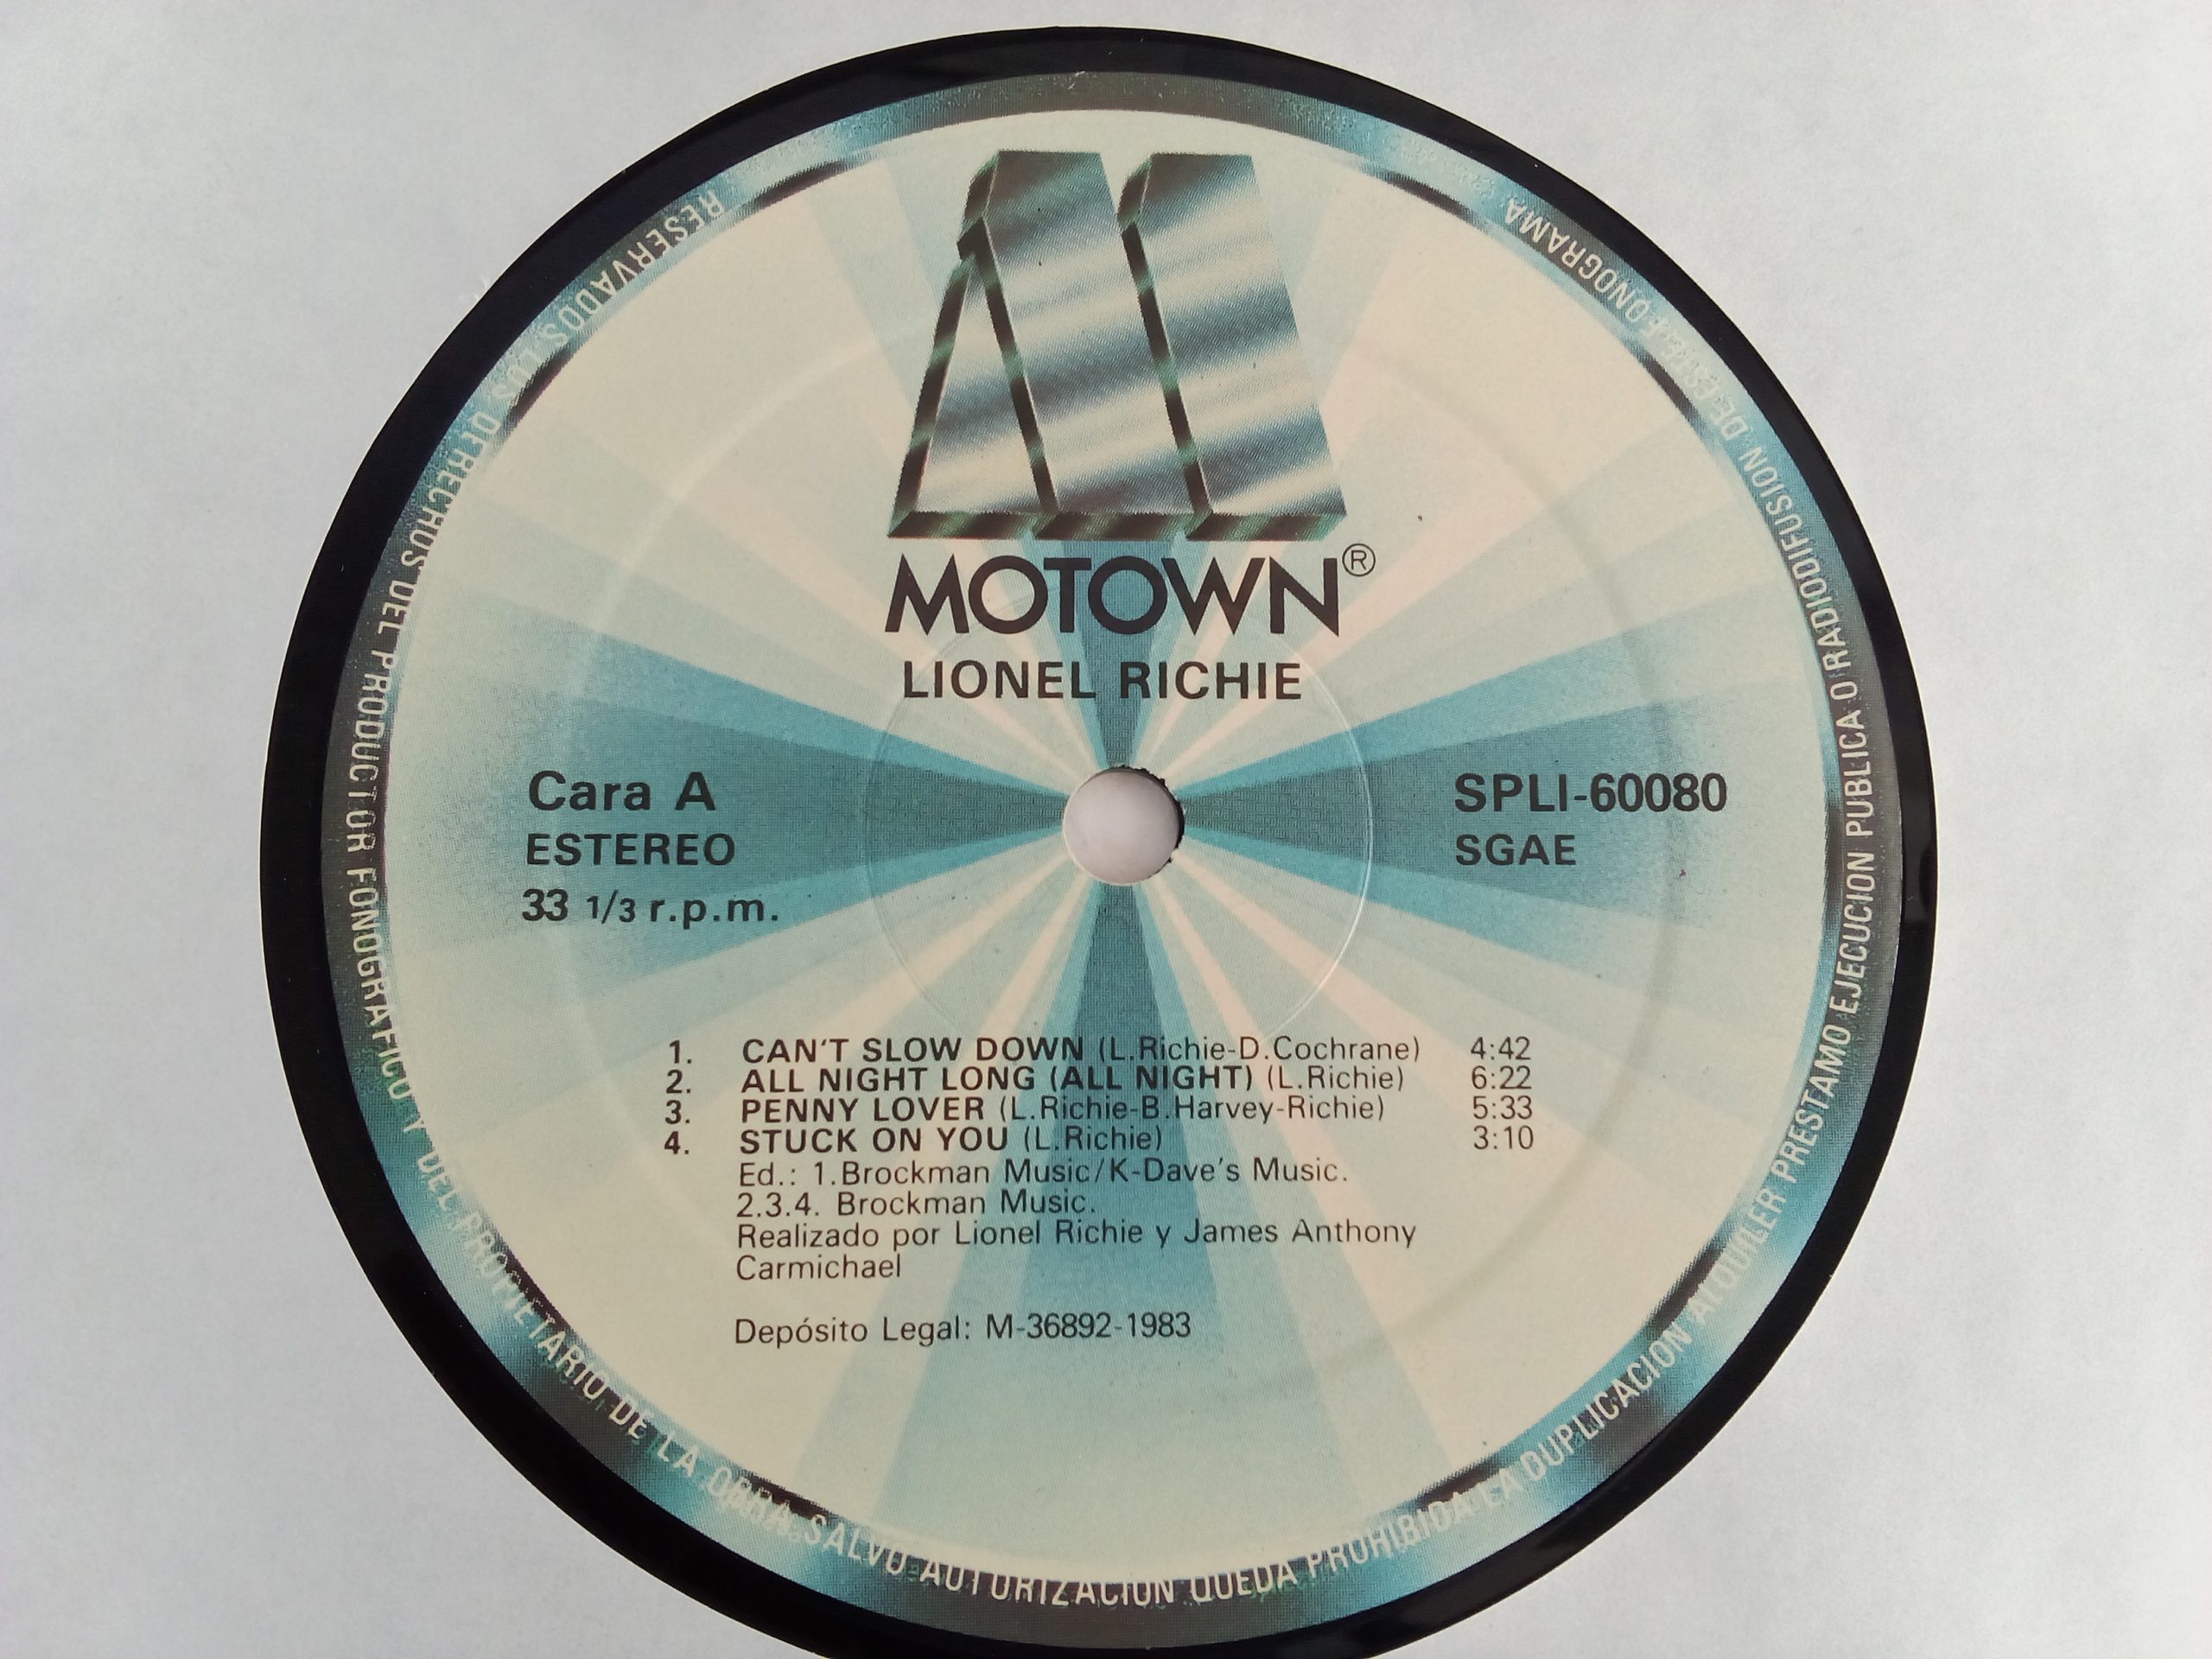 MOTOWN®
LIONEL RICHIE
Cara A
ESTEREO
33 1/3 r.p.m.
SPLI-60080
SGAE
1. CAN'T SLOW DOWN (L.Richie-D.Cochrane) 4:42
2. ALL NIGHT LONG (ALL NIGHT) (L.Richie) 6:22
3. PENNY LOVER (L.Richie-B.Harvey-Richie) 5:33
4. STUCK ON YOU (L.Richie) 3:10
Ed.: 1.Brockman Music/K-Dave's Music.
2.3.4. Brockman Music.
Realizado por Lionel Richie y James Anthony
Carmichael
Depósito Legal: M-36892-1983
RESERVADOS LOS DERECHOS DEL PRODUCTOR FONOGRAFICO Y DEL PROPIETARIO DE LA OBRA. SALVO AUTORIZACION QUEDA PROHIBIDA LA DUPLICACION ALQUILER PRESTAMO EJECUCION PUBLICA O RADIODIFUSION DE ESTE FONOGRAMA